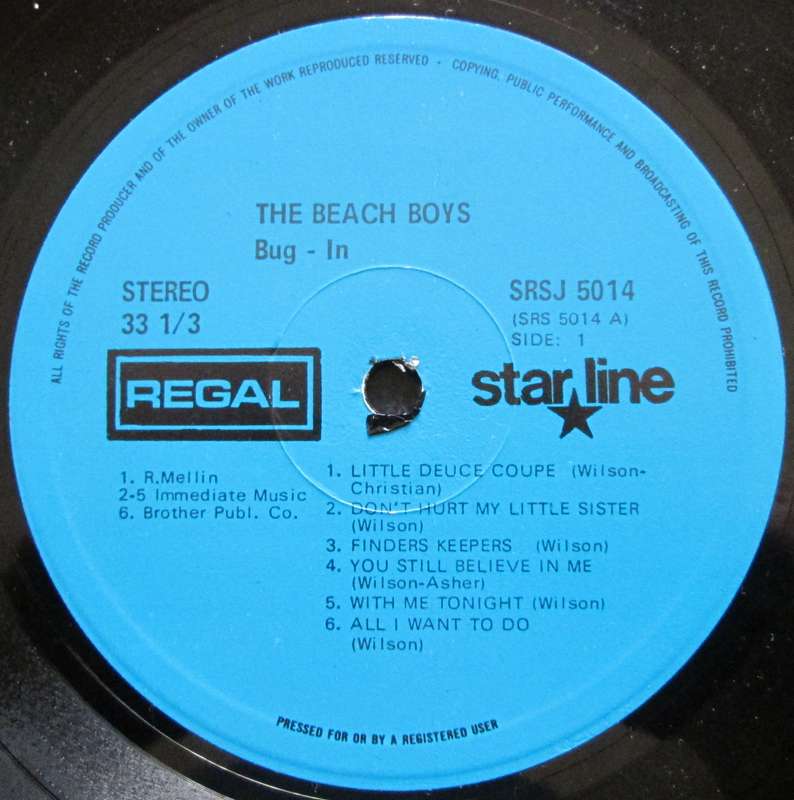 ALL RIGHTS OF THE RECORD PRODUCER AND OF THE OWNER OF THE WORK REPRODUCED RESERVED · COPYING, PUBLIC PERFORMANCE AND BROADCASTING OF THIS RECORD PROHIBITED
THE BEACH BOYS
Bug - In
STEREO
33 1/3
SRSJ 5014
(SRS 5014 A)
SIDE: 1
REGAL
star line
1. R.Mellin
2-5 Immediate Music
6. Brother Publ. Co.
1. LITTLE DEUCE COUPE (Wilson-
Christian)
2. DON'T HURT MY LITTLE SISTER
(Wilson)
3. FINDERS KEEPERS (Wilson)
4. YOU STILL BELIEVE IN ME
(Wilson-Asher)
5. WITH ME TONIGHT (Wilson)
6. ALL I WANT TO DO
(Wilson)
PRESSED FOR OR BY A REGISTERED USER